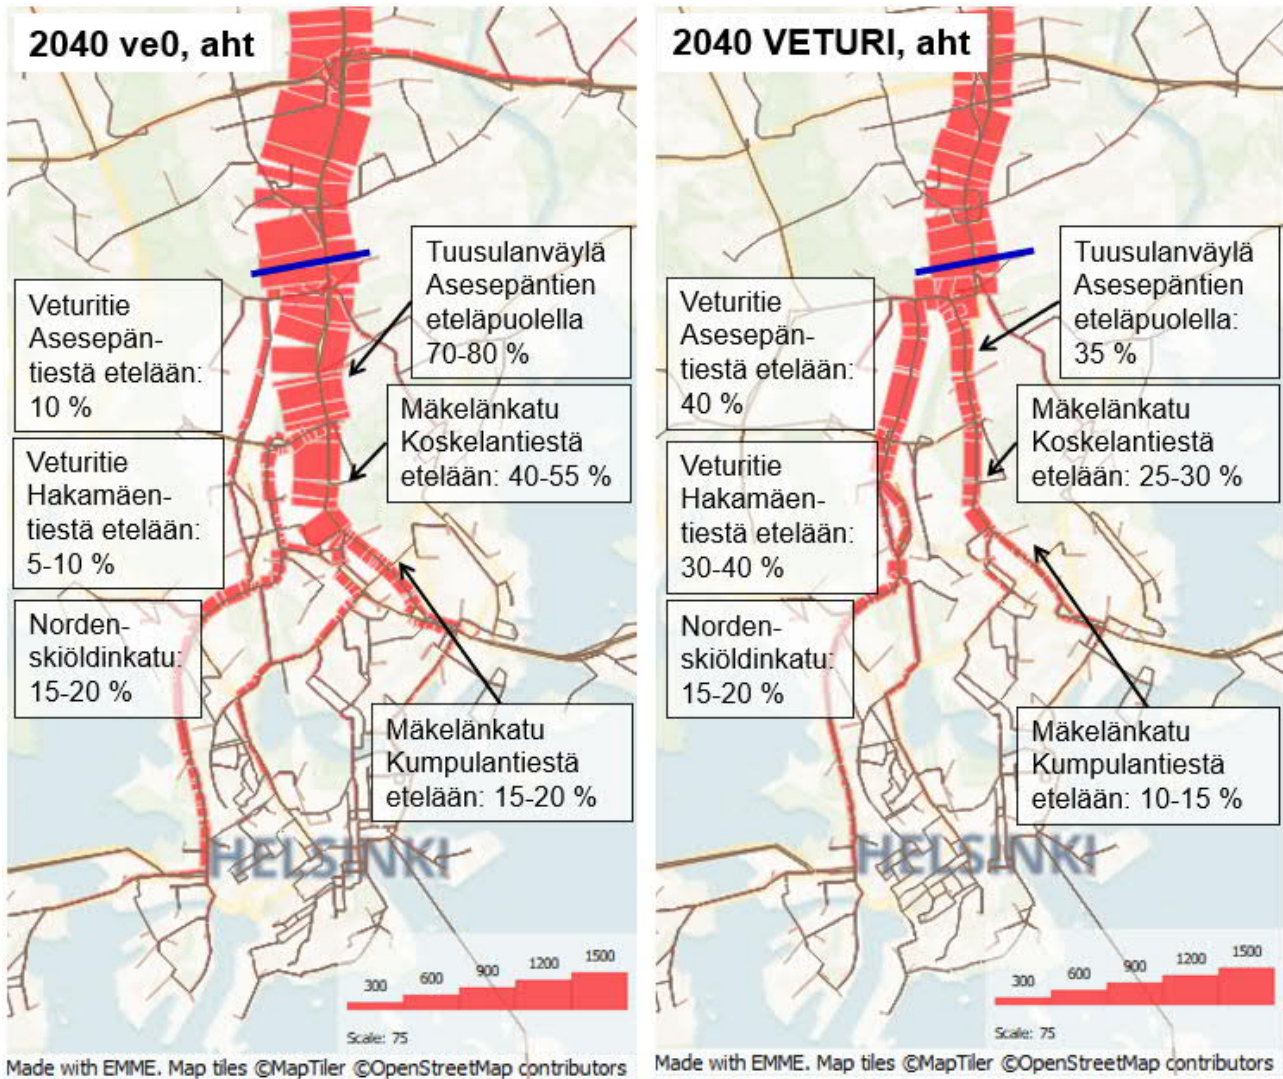 2040 ve0, aht
Tuusulanväylä
Asesepäntien
eteläpuolella
70-80 %
Veturitie
Asesepän-
tiestä etelään:
10 %
Mäkelänkatu
Koskelantiestä
etelään: 40-55 %
Veturitie
Hakamäen-
tiestä etelään:
5-10 %
Norden-
skiöldinkatu:
15-20 %
Mäkelänkatu
Kumpulantiestä
etelään: 15-20 %
HELSINKI
300 600 900 1200 1500
Scale: 75
Made with EMME. Map tiles ©MapTiler ©OpenStreetMap contributors
2040 VETURI, aht
Tuusulanväylä
Asesepäntien
eteläpuolella:
35 %
Veturitie
Asesepän-
tiestä etelään:
40 %
Mäkelänkatu
Koskelantiestä
etelään: 25-30 %
Veturitie
Hakamäen-
tiestä etelään:
30-40 %
Norden-
skiöldinkatu:
15-20 %
Mäkelänkatu
Kumpulantiestä
etelään: 10-15 %
HELSINKI
300 600 900 1200 1500
Scale: 75
Made with EMME. Map tiles ©MapTiler ©OpenStreetMap contributors